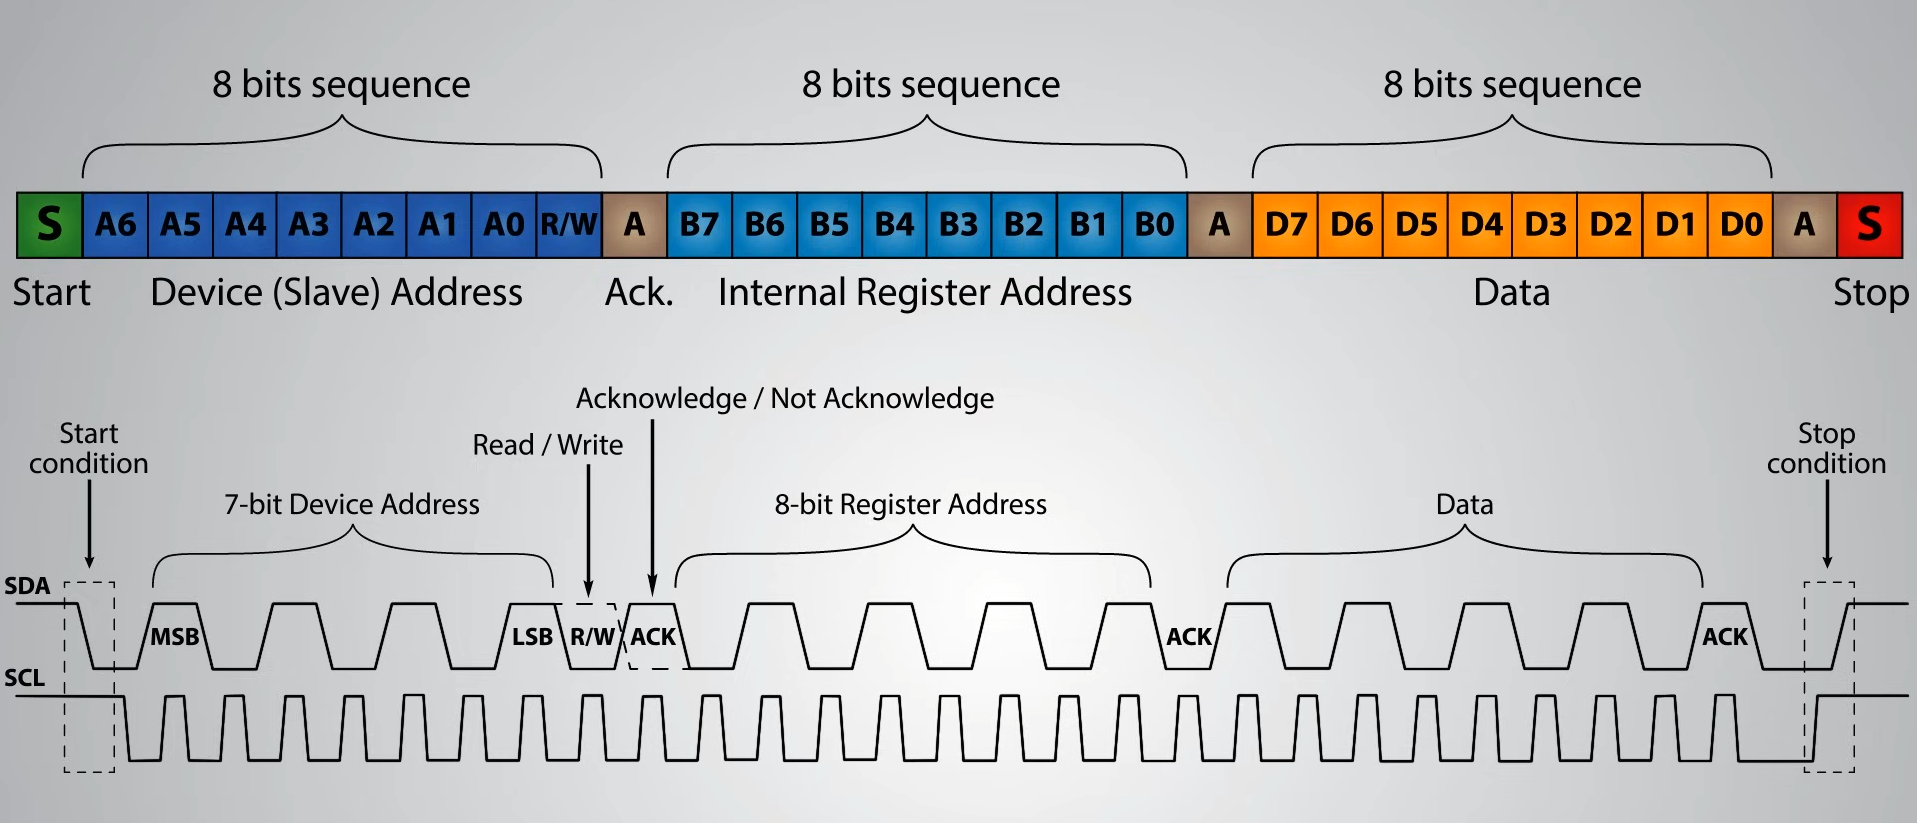 8 bits sequence 8 bits sequence 8 bits sequence
S A6 A5 A4 A3 A2 A1 A0 R/W A B7 B6 B5 B4 B3 B2 B1 B0 A D7 D6 D5 D4 D3 D2 D1 D0 A S
Start Device (Slave) Address Ack. Internal Register Address Data Stop
Acknowledge / Not Acknowledge
Start
condition
Read / Write
Stop
condition
7-bit Device Address 8-bit Register Address Data
SDA
MSB LSB R/W ACK ACK ACK
SCL